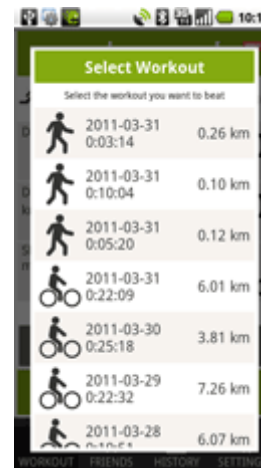 10:1
Select Workout
Select the workout you want to beat
2011-03-31
0:03:14
0.26 km
2011-03-31
0:10:04
0.10 km
2011-03-31
0:05:20
0.12 km
2011-03-31
0:22:09
6.01 km
2011-03-30
0:25:18
3.81 km
2011-03-29
0:22:32
7.26 km
2011-03-28
6.07 km
WORKOUT FRIENDS HISTORY SETTING